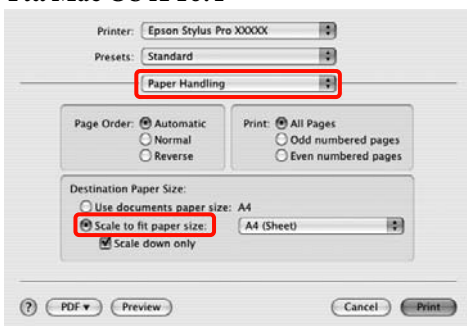 Printer: Epson Stylus Pro XXXXX
Presets: Standard
Paper Handling
Page Order: Automatic
Normal
Reverse
Print: All Pages
Odd numbered pages
Even numbered pages
Destination Paper Size:
Use documents paper size: A4
Scale to fit paper size: A4 (Sheet)
Scale down only
? PDF ▾ Preview Cancel Print